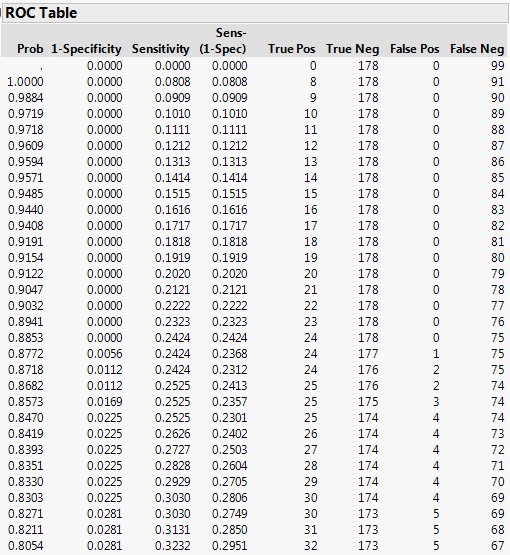 ROC Table
Sens-
Prob 1-Specificity Sensitivity (1-Spec) True Pos True Neg False Pos False Neg
. 0.0000 0.0000 0.0000 0 178 0 99
1.0000 0.0000 0.0808 0.0808 8 178 0 91
0.9884 0.0000 0.0909 0.0909 9 178 0 90
0.9719 0.0000 0.1010 0.1010 10 178 0 89
0.9718 0.0000 0.1111 0.1111 11 178 0 88
0.9609 0.0000 0.1212 0.1212 12 178 0 87
0.9594 0.0000 0.1313 0.1313 13 178 0 86
0.9571 0.0000 0.1414 0.1414 14 178 0 85
0.9485 0.0000 0.1515 0.1515 15 178 0 84
0.9440 0.0000 0.1616 0.1616 16 178 0 83
0.9408 0.0000 0.1717 0.1717 17 178 0 82
0.9191 0.0000 0.1818 0.1818 18 178 0 81
0.9154 0.0000 0.1919 0.1919 19 178 0 80
0.9122 0.0000 0.2020 0.2020 20 178 0 79
0.9047 0.0000 0.2121 0.2121 21 178 0 78
0.9032 0.0000 0.2222 0.2222 22 178 0 77
0.8941 0.0000 0.2323 0.2323 23 178 0 76
0.8853 0.0000 0.2424 0.2424 24 178 0 75
0.8772 0.0056 0.2424 0.2368 24 177 1 75
0.8718 0.0112 0.2424 0.2312 24 176 2 75
0.8682 0.0112 0.2525 0.2413 25 176 2 74
0.8573 0.0169 0.2525 0.2357 25 175 3 74
0.8470 0.0225 0.2525 0.2301 25 174 4 74
0.8419 0.0225 0.2626 0.2402 26 174 4 73
0.8393 0.0225 0.2727 0.2503 27 174 4 72
0.8351 0.0225 0.2828 0.2604 28 174 4 71
0.8330 0.0225 0.2929 0.2705 29 174 4 70
0.8303 0.0225 0.3030 0.2806 30 174 4 69
0.8271 0.0281 0.3030 0.2749 30 173 5 69
0.8211 0.0281 0.3131 0.2850 31 173 5 68
0.8054 0.0281 0.3232 0.2951 32 173 5 67